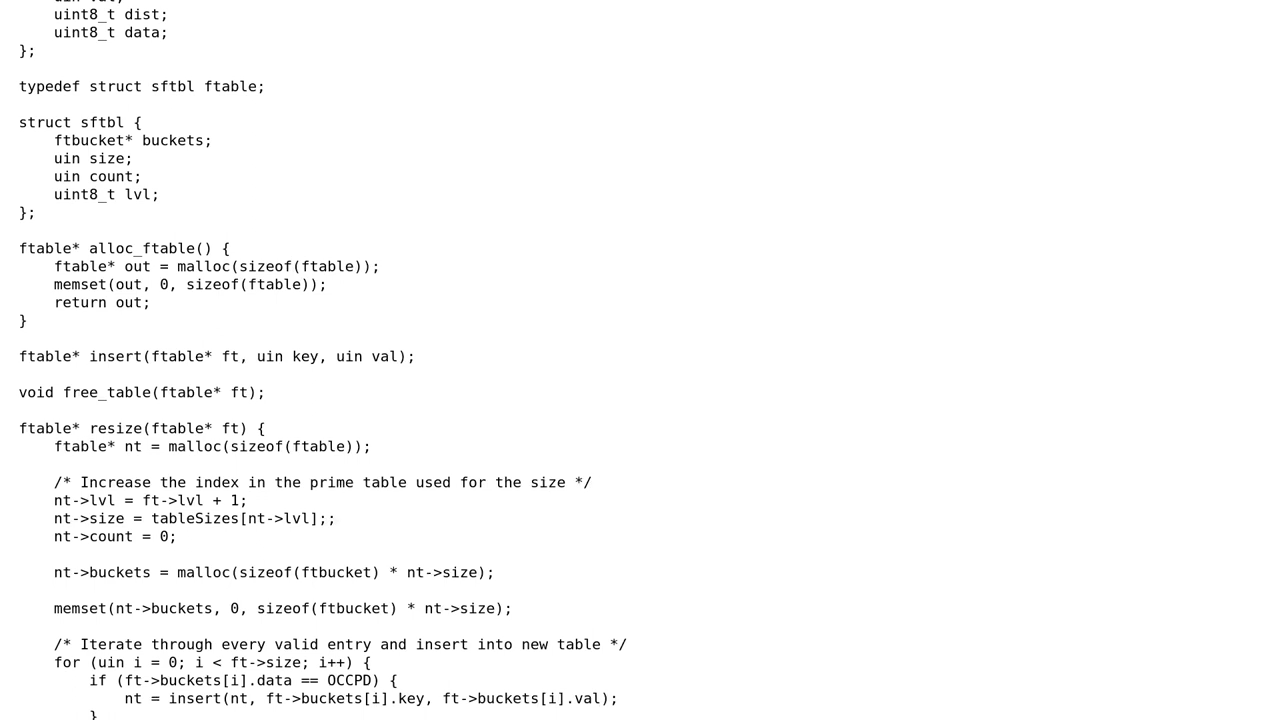 uint8_t dist;
    uint8_t data;
};

typedef struct sftbl ftable;

struct sftbl {
    ftbucket* buckets;
    uin size;
    uin count;
    uint8_t lvl;
};

ftable* alloc_ftable() {
    ftable* out = malloc(sizeof(ftable));
    memset(out, 0, sizeof(ftable));
    return out;
}

ftable* insert(ftable* ft, uin key, uin val);

void free_table(ftable* ft);

ftable* resize(ftable* ft) {
    ftable* nt = malloc(sizeof(ftable));

    /* Increase the index in the prime table used for the size */
    nt->lvl = ft->lvl + 1;
    nt->size = tableSizes[nt->lvl];;
    nt->count = 0;

    nt->buckets = malloc(sizeof(ftbucket) * nt->size);

    memset(nt->buckets, 0, sizeof(ftbucket) * nt->size);

    /* Iterate through every valid entry and insert into new table */
    for (uin i = 0; i < ft->size; i++) {
        if (ft->buckets[i].data == OCCPD) {
            nt = insert(nt, ft->buckets[i].key, ft->buckets[i].val);
        }